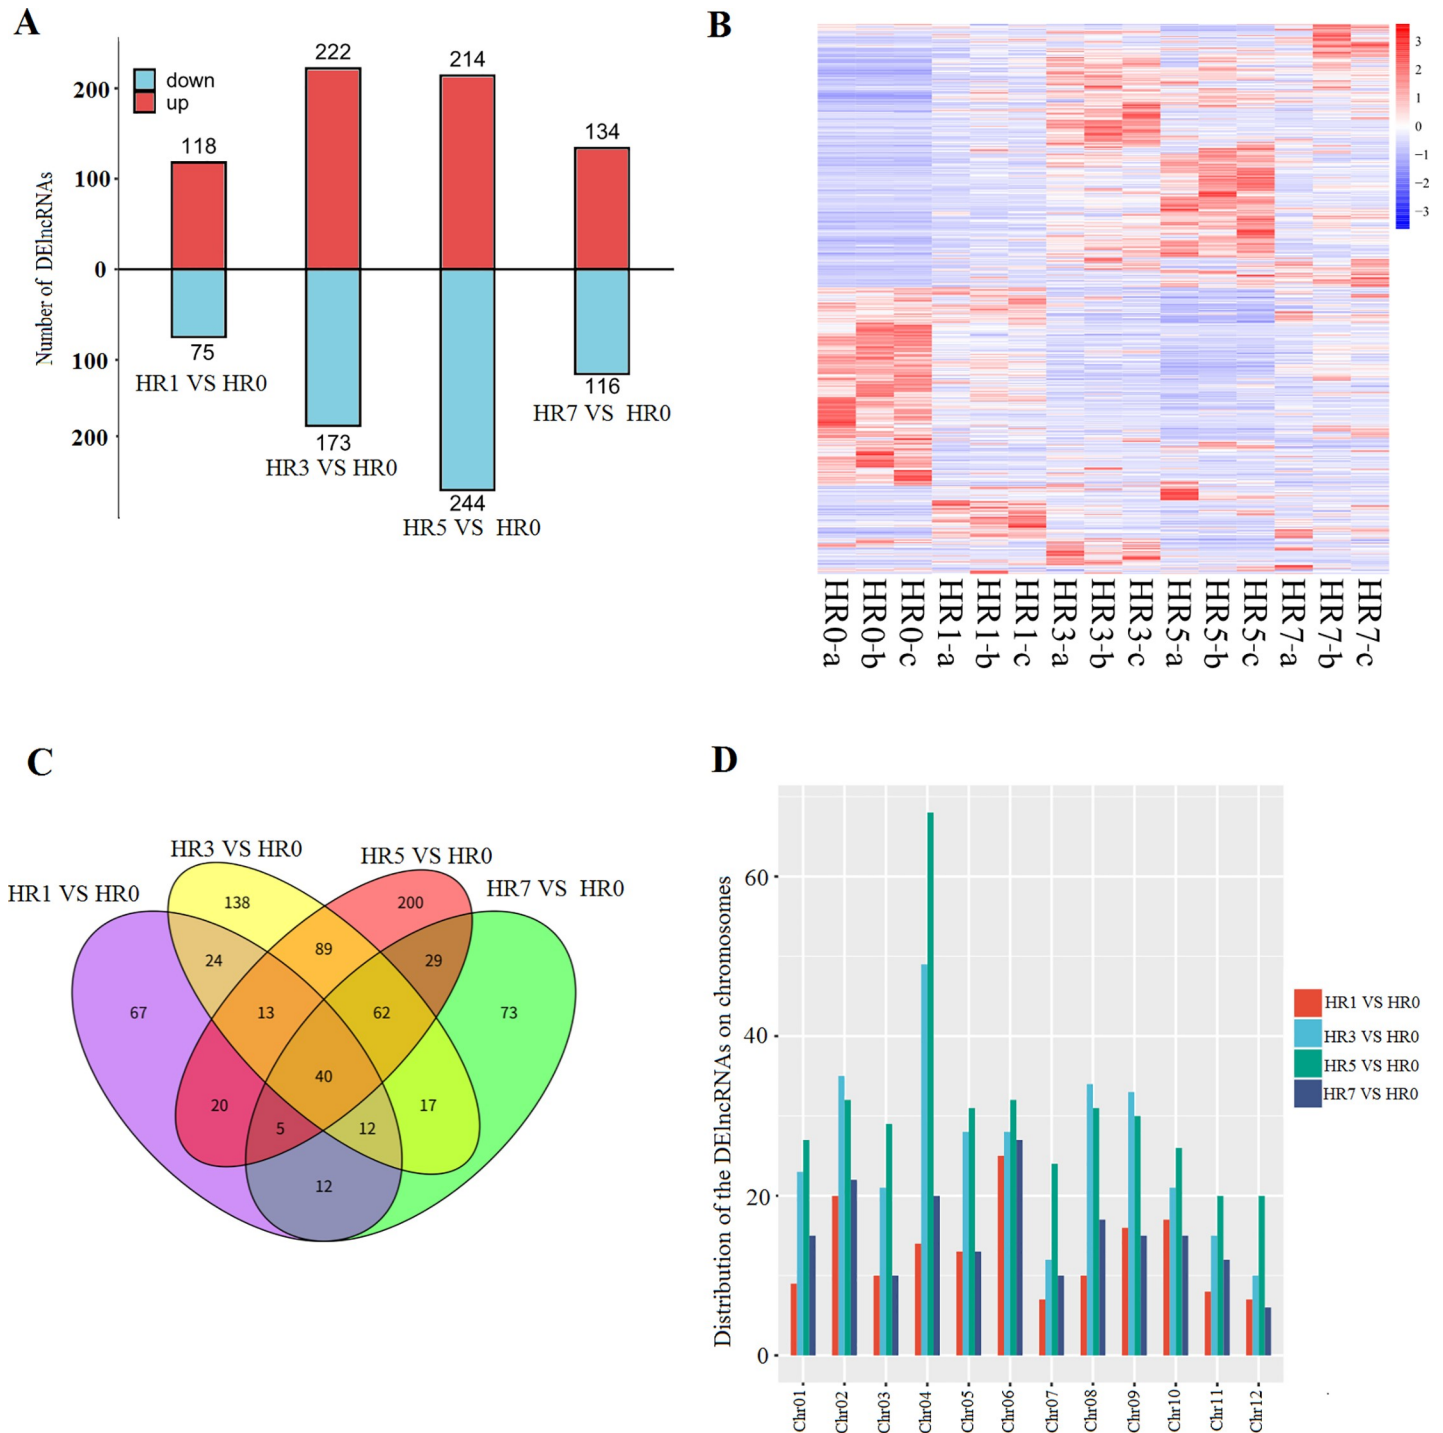 A
222
214
down
up
200
118
134
100
0
100
200
Number of DElncRNAs
75
HR1 VS HR0
116
HR7 VS  HR0
173
HR3 VS HR0
244
HR5 VS  HR0
B
3
2
1
0
−1
−2
−3
HR0-a
HR0-b
HR0-c
HR1-a
HR1-b
HR1-c
HR3-a
HR3-b
HR3-c
HR5-a
HR5-b
HR5-c
HR7-a
HR7-b
HR7-c
C
HR3 VS HR0
HR5 VS HR0
HR1 VS HR0
HR7 VS  HR0
138
200
89
24
29
67
13
62
73
40
20
17
5
12
12
D
Distribution of the DElncRNAs on chromosomes
60
40
20
0
Chr01
Chr02
Chr03
Chr04
Chr05
Chr06
Chr07
Chr08
Chr09
Chr10
Chr11
Chr12
HR1 VS HR0
HR3 VS HR0
HR5 VS HR0
HR7 VS HR0